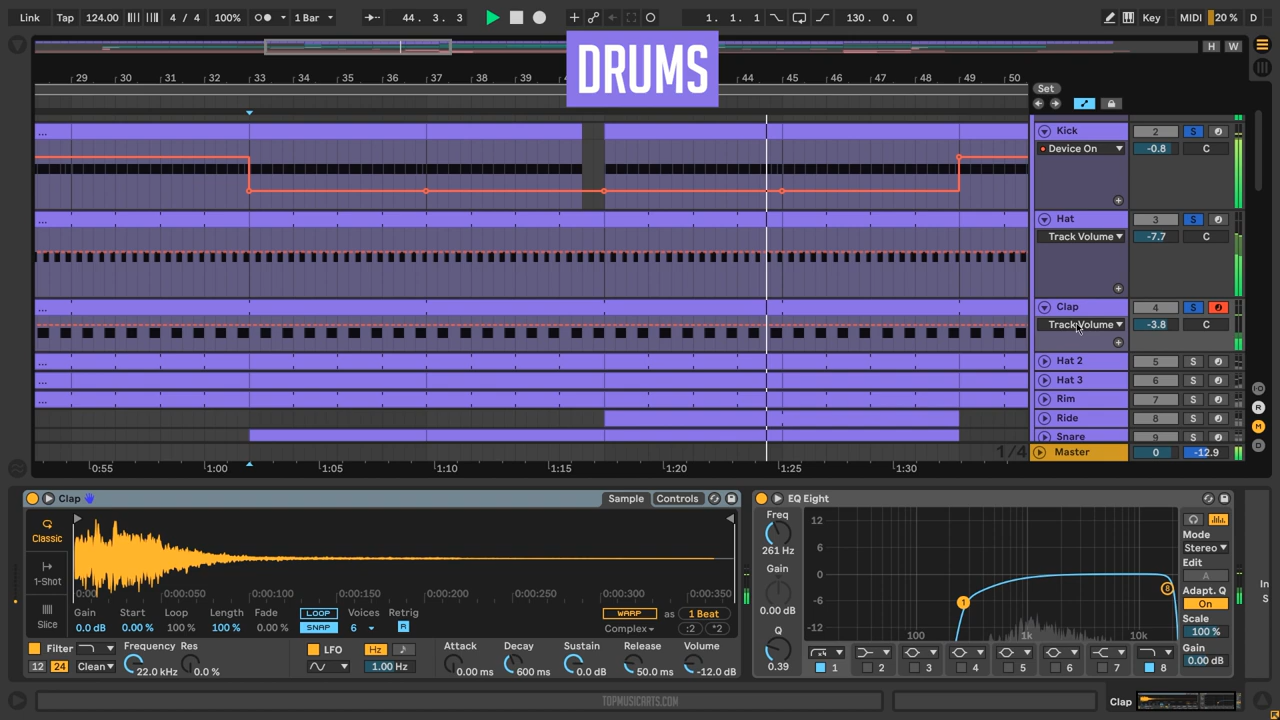 Link Tap 124.00 4 / 4 100% 1 Bar 44. 3. 3 1. 1. 1 130. 0. 0 Key MIDI 20 % D
DRUMS
H W
29 30 31 32 33 34 35 36 37 38 39 44 45 46 47 48 49 50
Set
... Kick 2 S
Device On -0.8 C
... Hat 3 S
Track Volume -7.7 C
... Clap 4 S
Track Volume -3.8 C
... Hat 2 5 S
... Hat 3 6 S
... Rim 7 S
Ride 8 S
Snare 9 S
1/4 Master 0 -12.9
0:55 1:00 1:05 1:10 1:15 1:20 1:25 1:30
I·O
R
M
D
Clap Sample Controls
Classic
1-Shot
Slice
0:00:000 0:00:050 0:00:100 0:00:150 0:00:200 0:00:250 0:00:300 0:00:350
Gain Start Loop Length Fade LOOP Voices Retrig WARP as 1 Beat
0.0 dB 0.00 % 100 % 100 % 0.00 % SNAP 6 R Complex :2 *2
Filter Frequency Res LFO Hz Attack Decay Sustain Release Volume
12 24 Clean 22.0 kHz 0.0 % 1.00 Hz 0.00 ms 600 ms 0.0 dB 50.0 ms -12.0 dB
EQ Eight
Freq
261 Hz
Gain
0.00 dB
Q
0.39
12
6
0
-6
-12
100 1k 10k
1 8
1 2 3 4 5 6 7 8
Mode
Stereo
Edit
A
Adapt. Q
On
Scale
100 %
Gain
0.00 dB
In
S
TOPMUSICARTS.COM
Clap